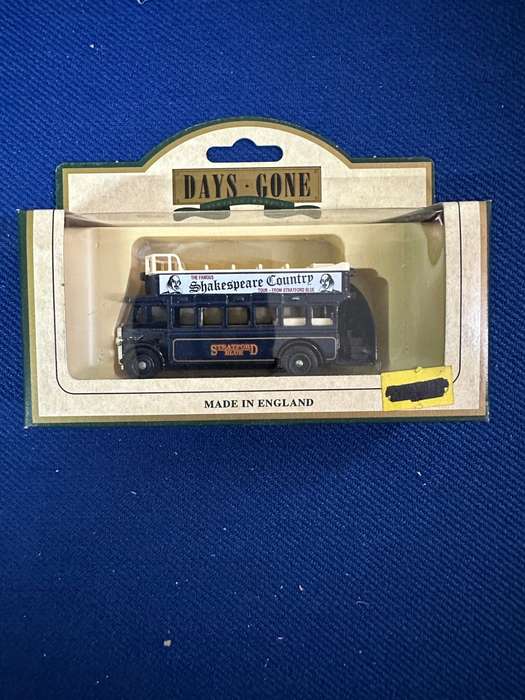 DAYS · GONE
THE FAMOUS
Shakespeare Country
TOUR - FROM STRATFORD BLUE
STRATFORD
BLUE
MADE IN ENGLAND